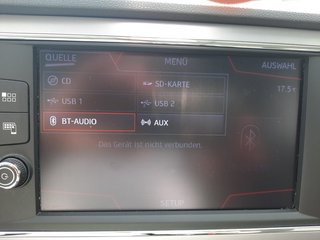 QUELLE MENÜ AUSWAHL
CD SD-KARTE 17.5
USB 1 USB 2
BT-AUDIO AUX
Das Gerät ist nicht verbunden.
SETUP